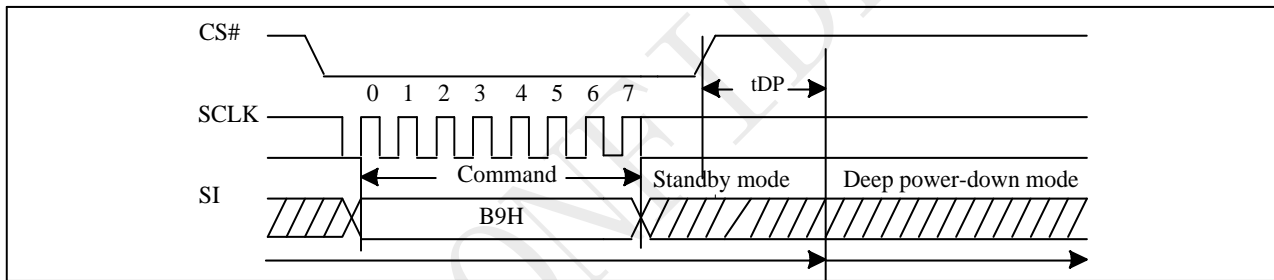 CS#
tDP
0 1 2 3 4 5 6 7
SCLK
Command
Standby mode
Deep power-down mode
SI
B9H